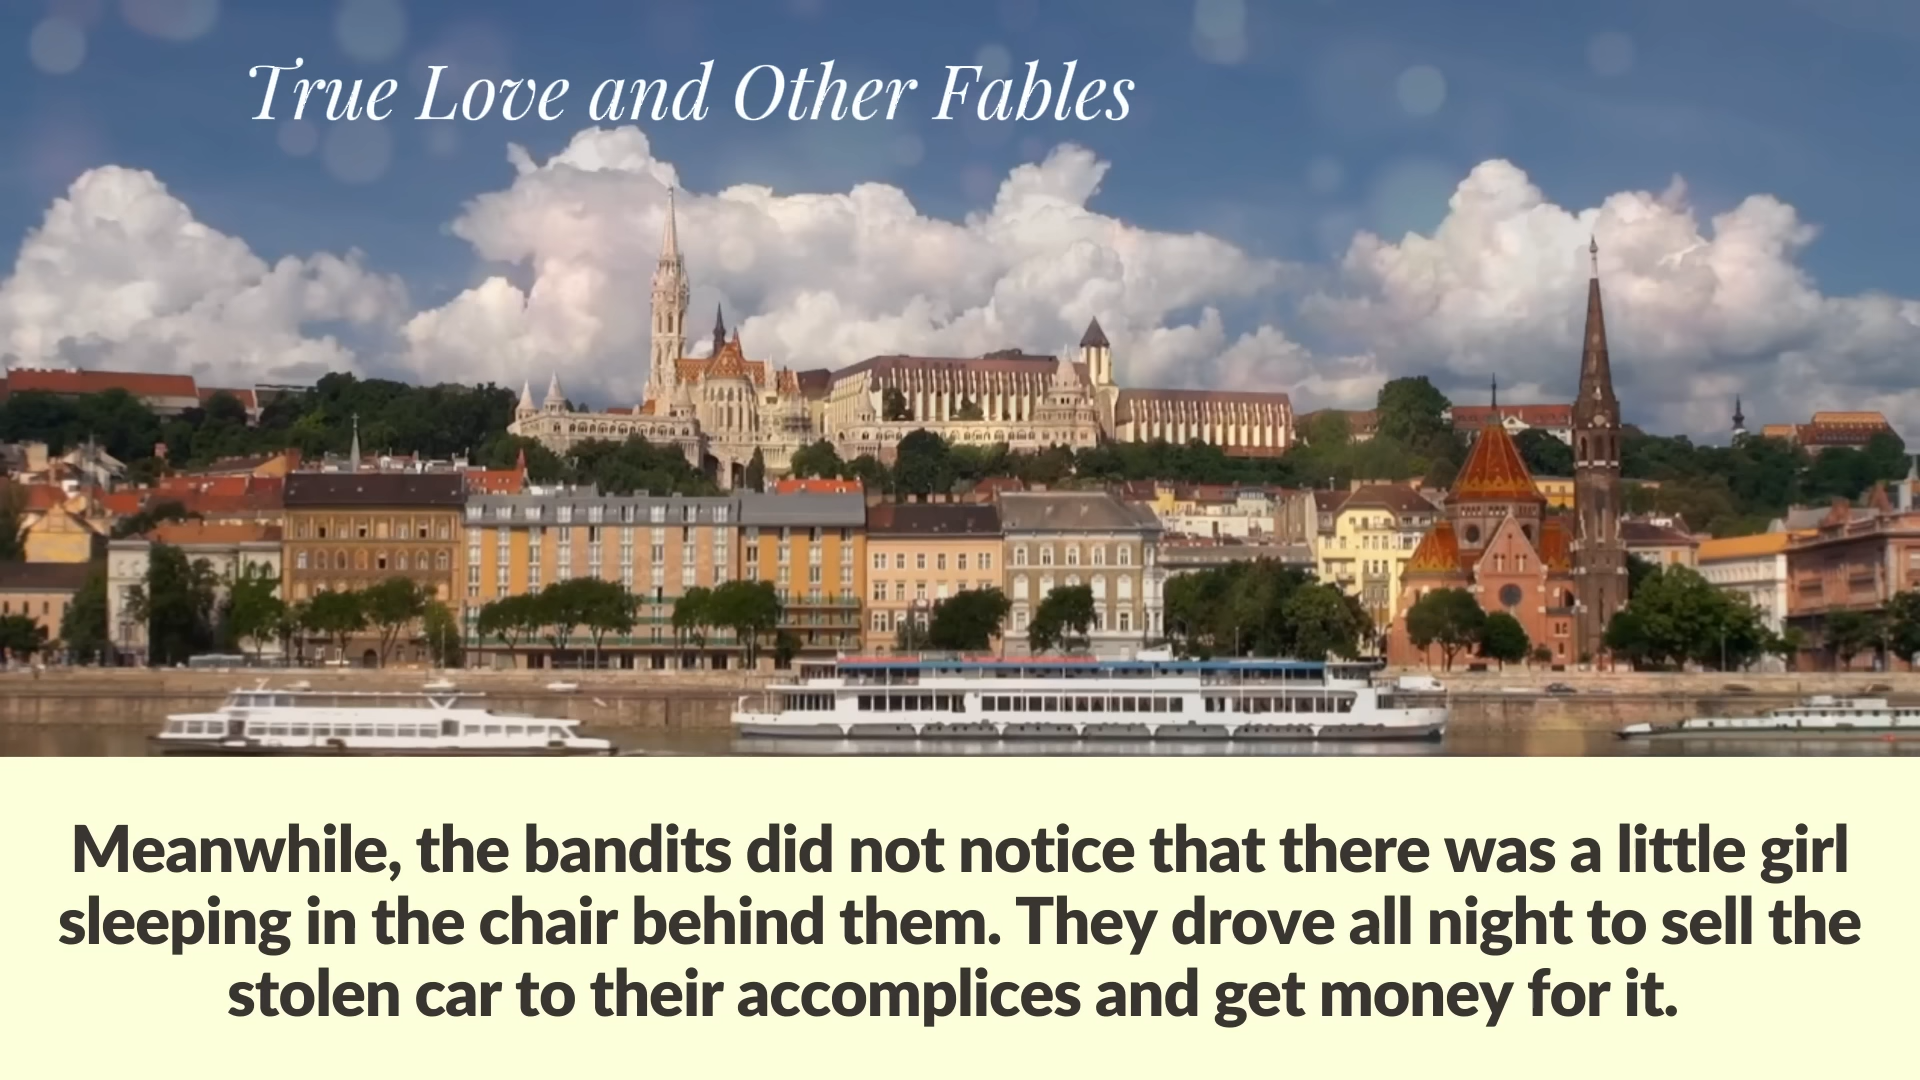 True Love and Other Fables
Meanwhile, the bandits did not notice that there was a little girl
sleeping in the chair behind them. They drove all night to sell the
stolen car to their accomplices and get money for it.